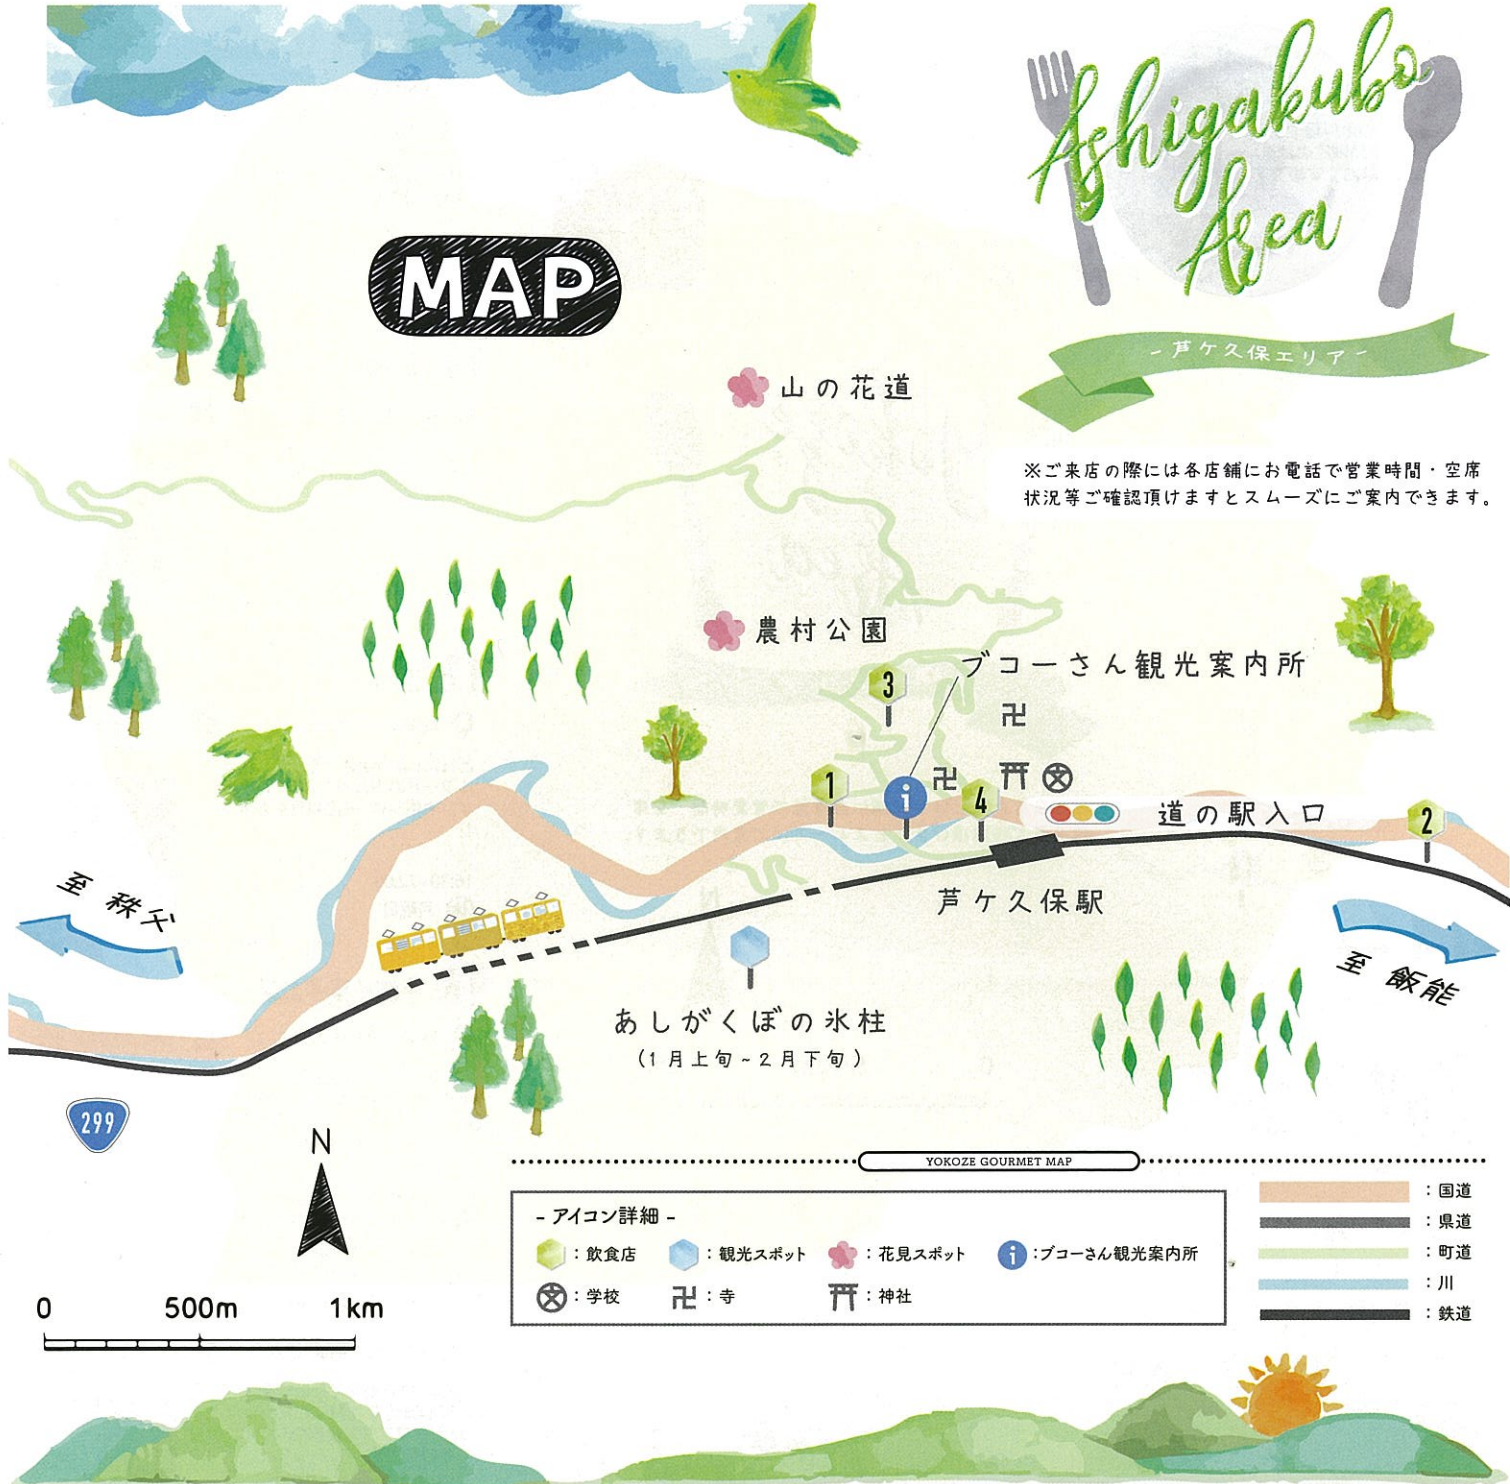 Ashigakubo
Area
- 芦ケ久保エリア -
MAP
山の花道
※ご来店の際には各店舗にお電話で営業時間・空席
状況等ご確認頂けますとスムーズにご案内できます。
農村公園
ブコーさん観光案内所
3
卍
1
i
卍
文
4
道の駅入口
2
芦ケ久保駅
至 秩父
至 飯能
あしがくぼの氷柱
(1月上旬~2月下旬)
299
N
YOKOZE GOURMET MAP
- アイコン詳細 -
:飲食店
:観光スポット
:花見スポット
i :ブコーさん観光案内所
文 :学校
卍 :寺
:神社
:国道
:県道
:町道
:川
:鉄道
0 500m 1km